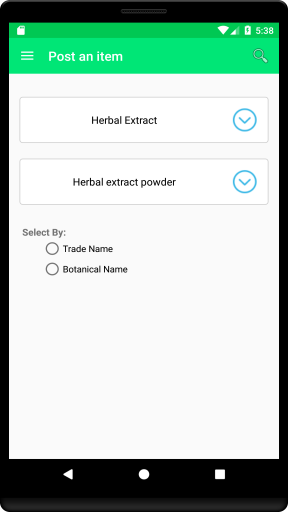 5:38
Post an item
Herbal Extract
Herbal extract powder
Select By:
Trade Name
Botanical Name